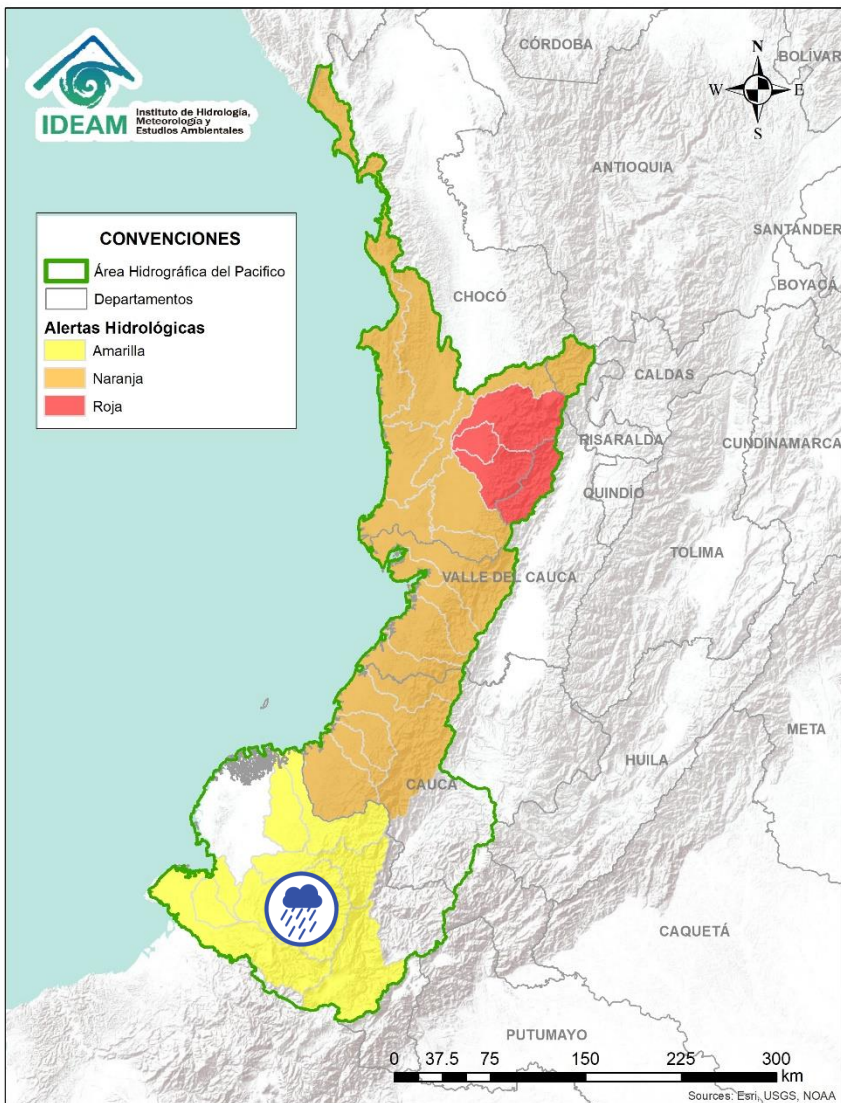 IDEAM
Instituto de Hidrología,
Meteorología y
Estudios Ambientales
CÓRDOBA
BOLÍVAR
N
W
E
S
ANTIOQUIA
SANTANDER
BOYACÁ
CONVENCIONES
Área Hidrográfica del Pacifico
Departamentos
Alertas Hidrológicas
Amarilla
Naranja
Roja
CHOCÓ
CALDAS
RISARALDA
CUNDINAMARCA
QUINDÍO
TOLIMA
VALLE DEL CAUCA
META
HUILA
CAUCA
CAQUETÁ
PUTUMAYO
0 37.5 75 150 225 300
km
Sources: Esri, USGS, NOAA